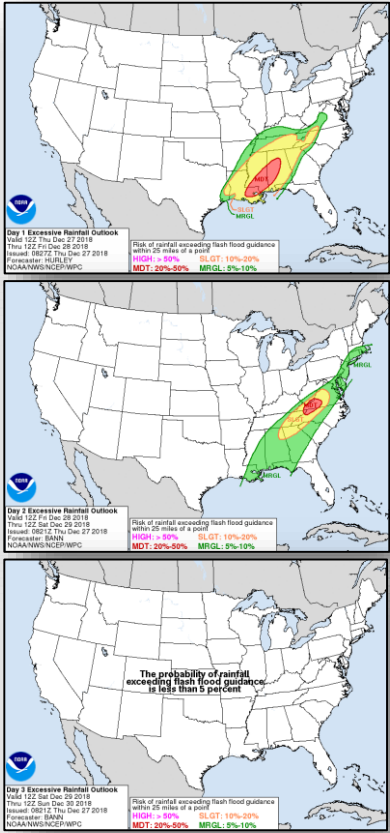 MDT
SLGT
MRGL
noaa
Day 1 Excessive Rainfall Outlook
Valid 12Z Thu Dec 27 2018
Thru 12Z Fri Dec 28 2018
Issued: 0827Z Thu Dec 27 2018
Forecaster: HURLEY
NOAA/NWS/NCEP/WPC
Risk of rainfall exceeding flash flood guidance
within 25 miles of a point
HIGH: > 50% SLGT: 10%-20%
MDT: 20%-50% MRGL: 5%-10%
MRGL
MDT
SLGT
MRGL
noaa
Day 2 Excessive Rainfall Outlook
Valid 12Z Fri Dec 28 2018
Thru 12Z Sat Dec 29 2018
Issued: 0821Z Thu Dec 27 2018
Forecaster: BANN
NOAA/NWS/NCEP/WPC
Risk of rainfall exceeding flash flood guidance
within 25 miles of a point
HIGH: > 50% SLGT: 10%-20%
MDT: 20%-50% MRGL: 5%-10%
The probability of rainfall
exceeding flash flood guidance
is less than 5 percent
noaa
Day 3 Excessive Rainfall Outlook
Valid 12Z Sat Dec 29 2018
Thru 12Z Sun Dec 30 2018
Issued: 0821Z Thu Dec 27 2018
Forecaster: BANN
NOAA/NWS/NCEP/WPC
Risk of rainfall exceeding flash flood guidance
within 25 miles of a point
HIGH: > 50% SLGT: 10%-20%
MDT: 20%-50% MRGL: 5%-10%